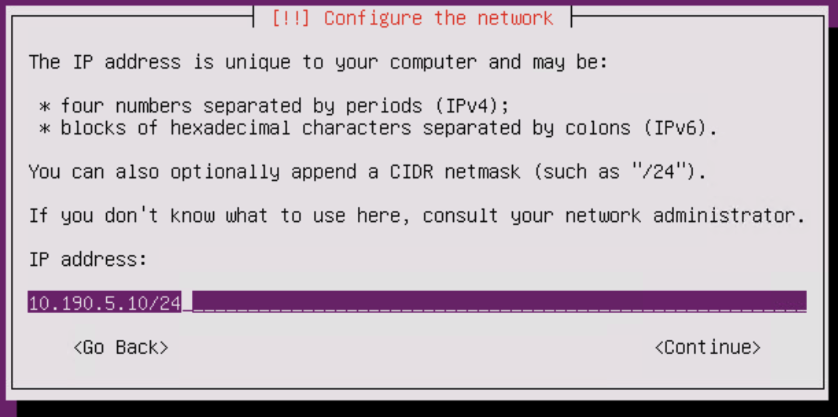 [!!] Configure the network
The IP address is unique to your computer and may be:
* four numbers separated by periods (IPv4);
* blocks of hexadecimal characters separated by colons (IPv6).
You can also optionally append a CIDR netmask (such as "/24").
If you don't know what to use here, consult your network administrator.
IP address:
10.190.5.10/24
<Go Back> <Continue>